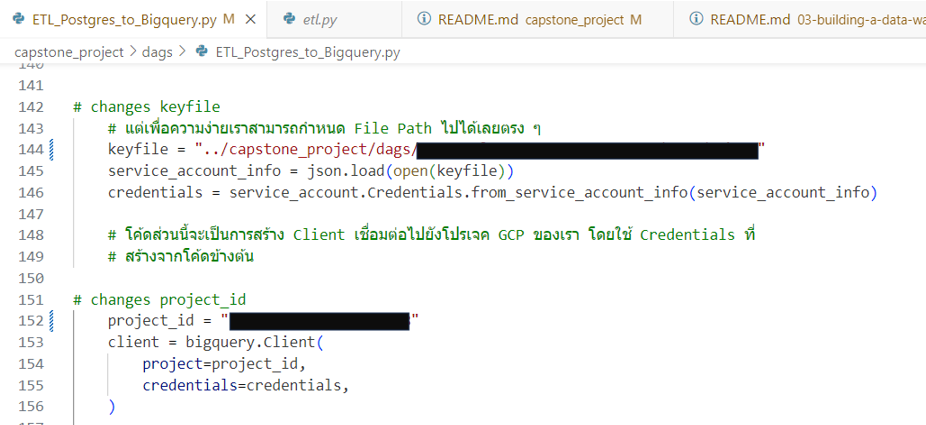 ETL_Postgres_to_Bigquery.py M × etl.py README.md capstone_project M README.md 03-building-a-data-wa
capstone_project > dags > ETL_Postgres_to_Bigquery.py
140
141
142 # changes keyfile
143 # แต่เพื่อความง่ายเราสามารถกำหนด File Path ไปได้เลยตรง ๆ
144 keyfile = "../capstone_project/dags/ "
145 service_account_info = json.load(open(keyfile))
146 credentials = service_account.Credentials.from_service_account_info(service_account_info)
147
148 # โค้ดส่วนนี้จะเป็นการสร้าง Client เชื่อมต่อไปยังโปรเจค GCP ของเรา โดยใช้ Credentials ที่
149 # สร้างจากโค้ดข้างต้น
150
151 # changes project_id
152 project_id = " "
153 client = bigquery.Client(
154 project=project_id,
155 credentials=credentials,
156 )